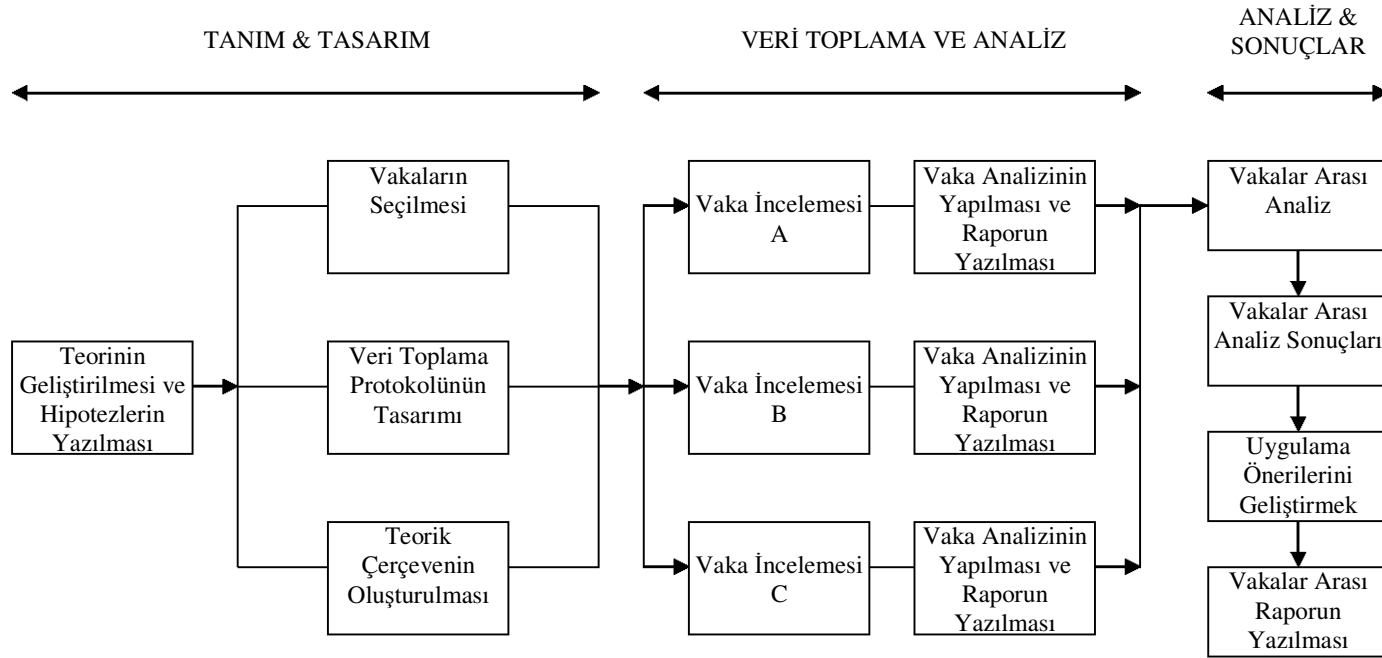 TANIM & TASARIM
VERİ TOPLAMA VE ANALİZ
ANALİZ &
SONUÇLAR
Teorinin
Geliştirilmesi ve
Hipotezlerin
Yazılması
Vakaların
Seçilmesi
Veri Toplama
Protokolünün
Tasarımı
Teorik
Çerçevenin
Oluşturulması
Vaka İncelemesi
A
Vaka Analizinin
Yapılması ve
Raporun
Yazılması
Vaka İncelemesi
B
Vaka Analizinin
Yapılması ve
Raporun
Yazılması
Vaka İncelemesi
C
Vaka Analizinin
Yapılması ve
Raporun
Yazılması
Vakalar Arası
Analiz
Vakalar Arası
Analiz Sonuçları
Uygulama
Önerilerini
Geliştirmek
Vakalar Arası
Raporun
Yazılması